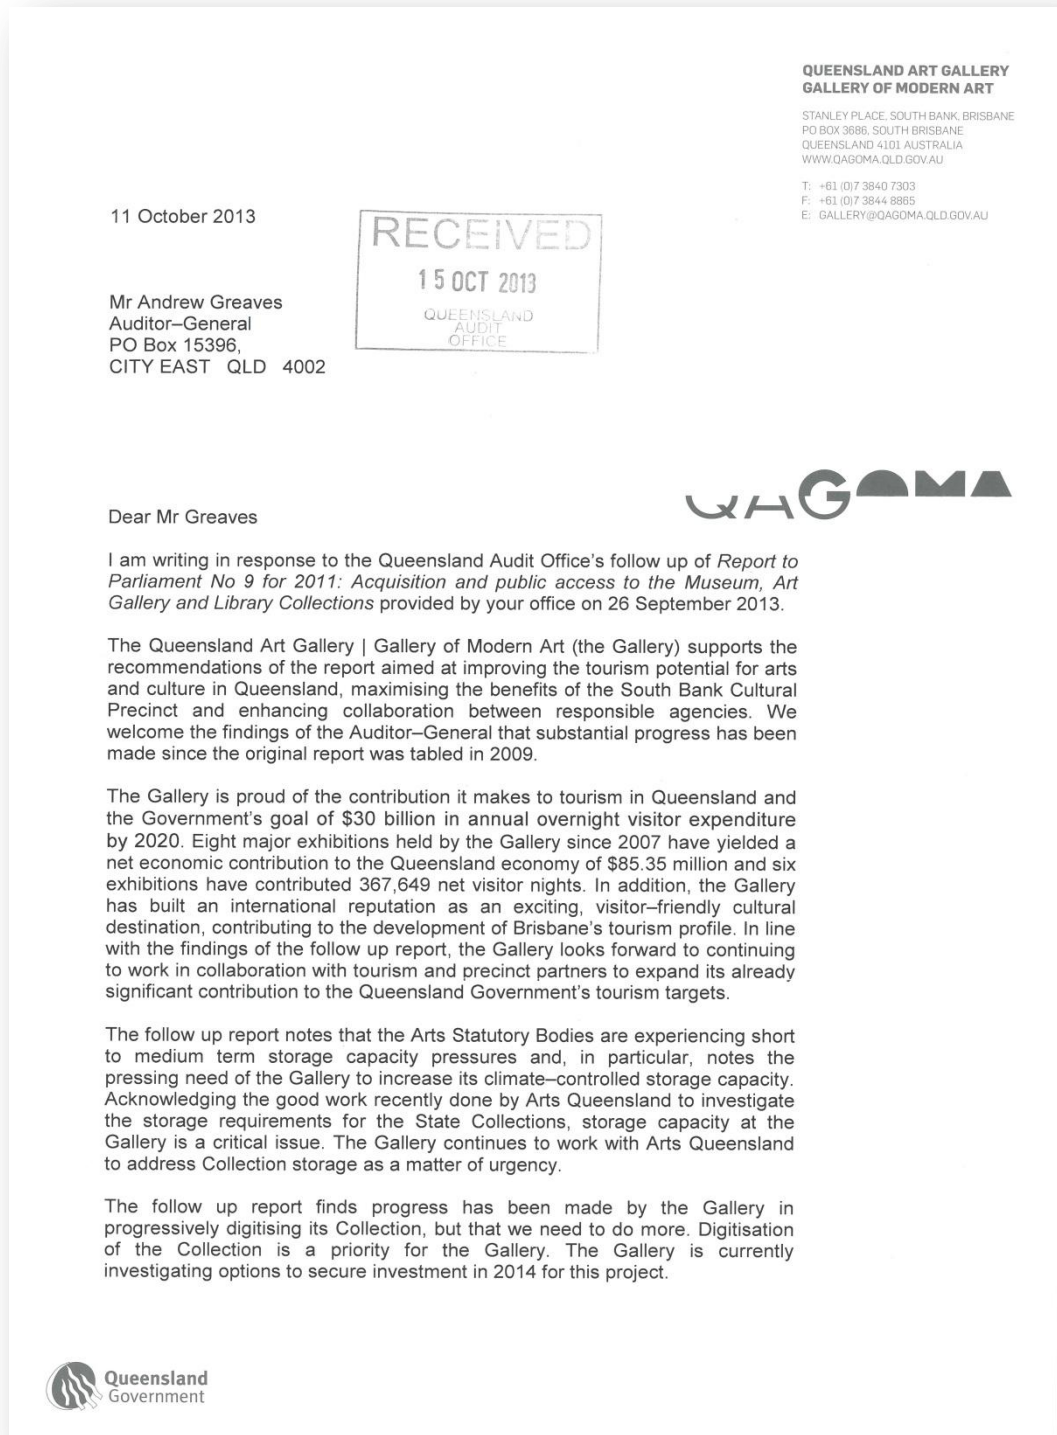 QUEENSLAND ART GALLERY
GALLERY OF MODERN ART
STANLEY PLACE, SOUTH BANK, BRISBANE
PO BOX 3686, SOUTH BRISBANE
QUEENSLAND 4101 AUSTRALIA
WWW.QAGOMA.QLD.GOV.AU
T: +61 (0)7 3840 7303
F: +61 (0)7 3844 8865
E: GALLERY@QAGOMA.QLD.GOV.AU
11 October 2013
RECEIVED
15 OCT 2013
QUEENSLAND
AUDIT
OFFICE
Mr Andrew Greaves
Auditor–General
PO Box 15396,
CITY EAST QLD 4002
QAGOMA
Dear Mr Greaves
I am writing in response to the Queensland Audit Office's follow up of Report to
Parliament No 9 for 2011: Acquisition and public access to the Museum, Art
Gallery and Library Collections provided by your office on 26 September 2013.
The Queensland Art Gallery | Gallery of Modern Art (the Gallery) supports the
recommendations of the report aimed at improving the tourism potential for arts
and culture in Queensland, maximising the benefits of the South Bank Cultural
Precinct and enhancing collaboration between responsible agencies. We
welcome the findings of the Auditor–General that substantial progress has been
made since the original report was tabled in 2009.
The Gallery is proud of the contribution it makes to tourism in Queensland and
the Government's goal of $30 billion in annual overnight visitor expenditure
by 2020. Eight major exhibitions held by the Gallery since 2007 have yielded a
net economic contribution to the Queensland economy of $85.35 million and six
exhibitions have contributed 367,649 net visitor nights. In addition, the Gallery
has built an international reputation as an exciting, visitor–friendly cultural
destination, contributing to the development of Brisbane's tourism profile. In line
with the findings of the follow up report, the Gallery looks forward to continuing
to work in collaboration with tourism and precinct partners to expand its already
significant contribution to the Queensland Government's tourism targets.
The follow up report notes that the Arts Statutory Bodies are experiencing short
to medium term storage capacity pressures and, in particular, notes the
pressing need of the Gallery to increase its climate–controlled storage capacity.
Acknowledging the good work recently done by Arts Queensland to investigate
the storage requirements for the State Collections, storage capacity at the
Gallery is a critical issue. The Gallery continues to work with Arts Queensland
to address Collection storage as a matter of urgency.
The follow up report finds progress has been made by the Gallery in
progressively digitising its Collection, but that we need to do more. Digitisation
of the Collection is a priority for the Gallery. The Gallery is currently
investigating options to secure investment in 2014 for this project.
Queensland
Government